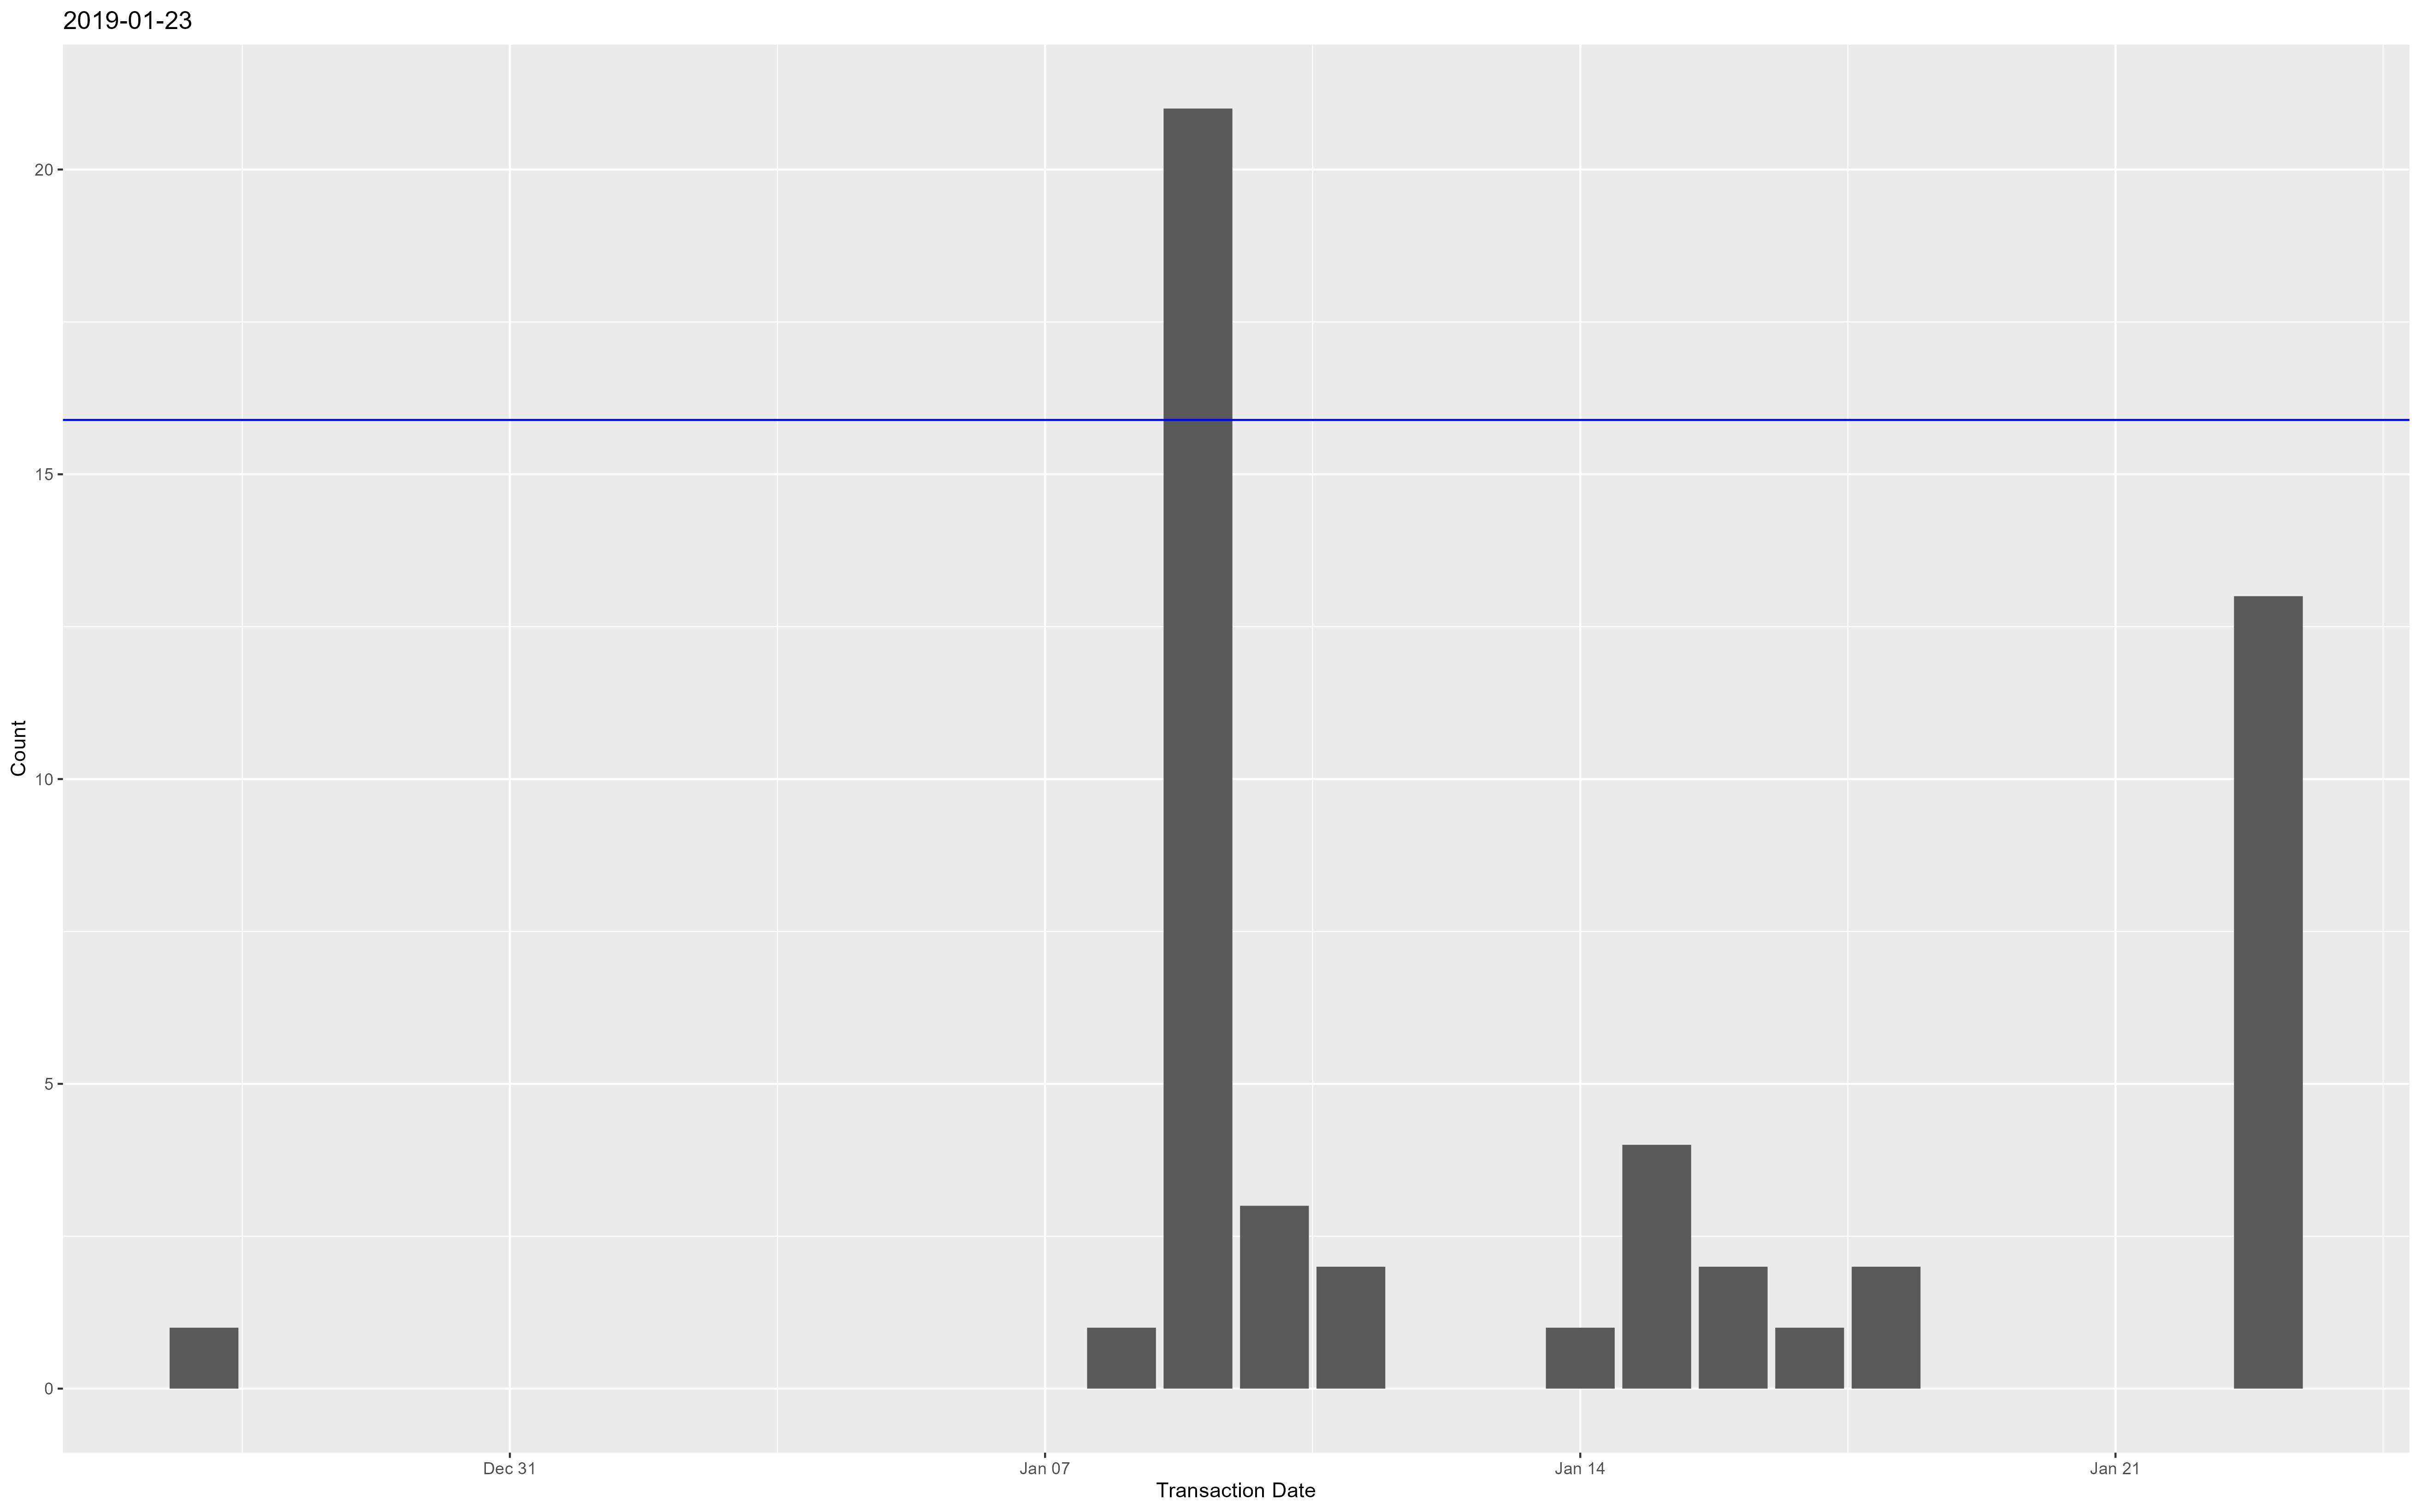 2019-01-23
Count
20
15
10
5
0
Dec 31
Jan 07
Jan 14
Jan 21
Transaction Date